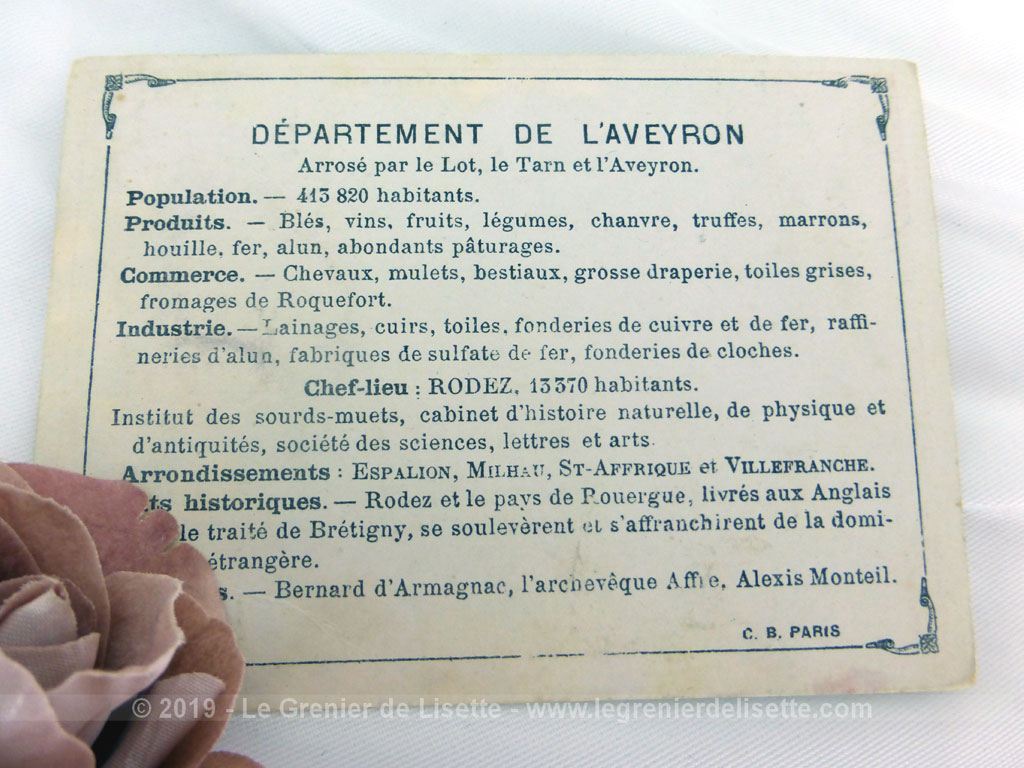 DÉPARTEMENT DE L'AVEYRON
Arrosé par le Lot, le Tarn et l'Aveyron.
Population. — 413 820 habitants.
Produits. — Blés, vins, fruits, légumes, chanvre, truffes, marrons,
houille, fer, alun, abondants pâturages.
Commerce. — Chevaux, mulets, bestiaux, grosse draperie, toiles grises,
fromages de Roquefort.
Industrie. — Lainages, cuirs, toiles, fonderies de cuivre et de fer, raffi-
neries d'alun, fabriques de sulfate de fer, fonderies de cloches.
Chef-lieu : RODEZ, 13370 habitants.
Institut des sourds-muets, cabinet d'histoire naturelle, de physique et
d'antiquités, société des sciences, lettres et arts.
Arrondissements : ESPALION, MILHAU, ST-AFFRIQUE et VILLEFRANCHE.
ts historiques. — Rodez et le pays de Rouergue, livrés aux Anglais
le traité de Brétigny, se soulevèrent et s'affranchirent de la domi-
étrangère.
s. — Bernard d'Armagnac, l'archevêque Affre, Alexis Monteil.
C. B. PARIS
© 2019 - Le Grenier de Lisette - www.legrenierdelisette.com